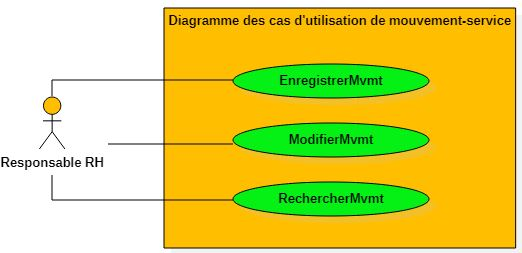 Diagramme des cas d'utilisation de mouvement-service
EnregistrerMvmt
ModifierMvmt
Responsable RH
RechercherMvmt